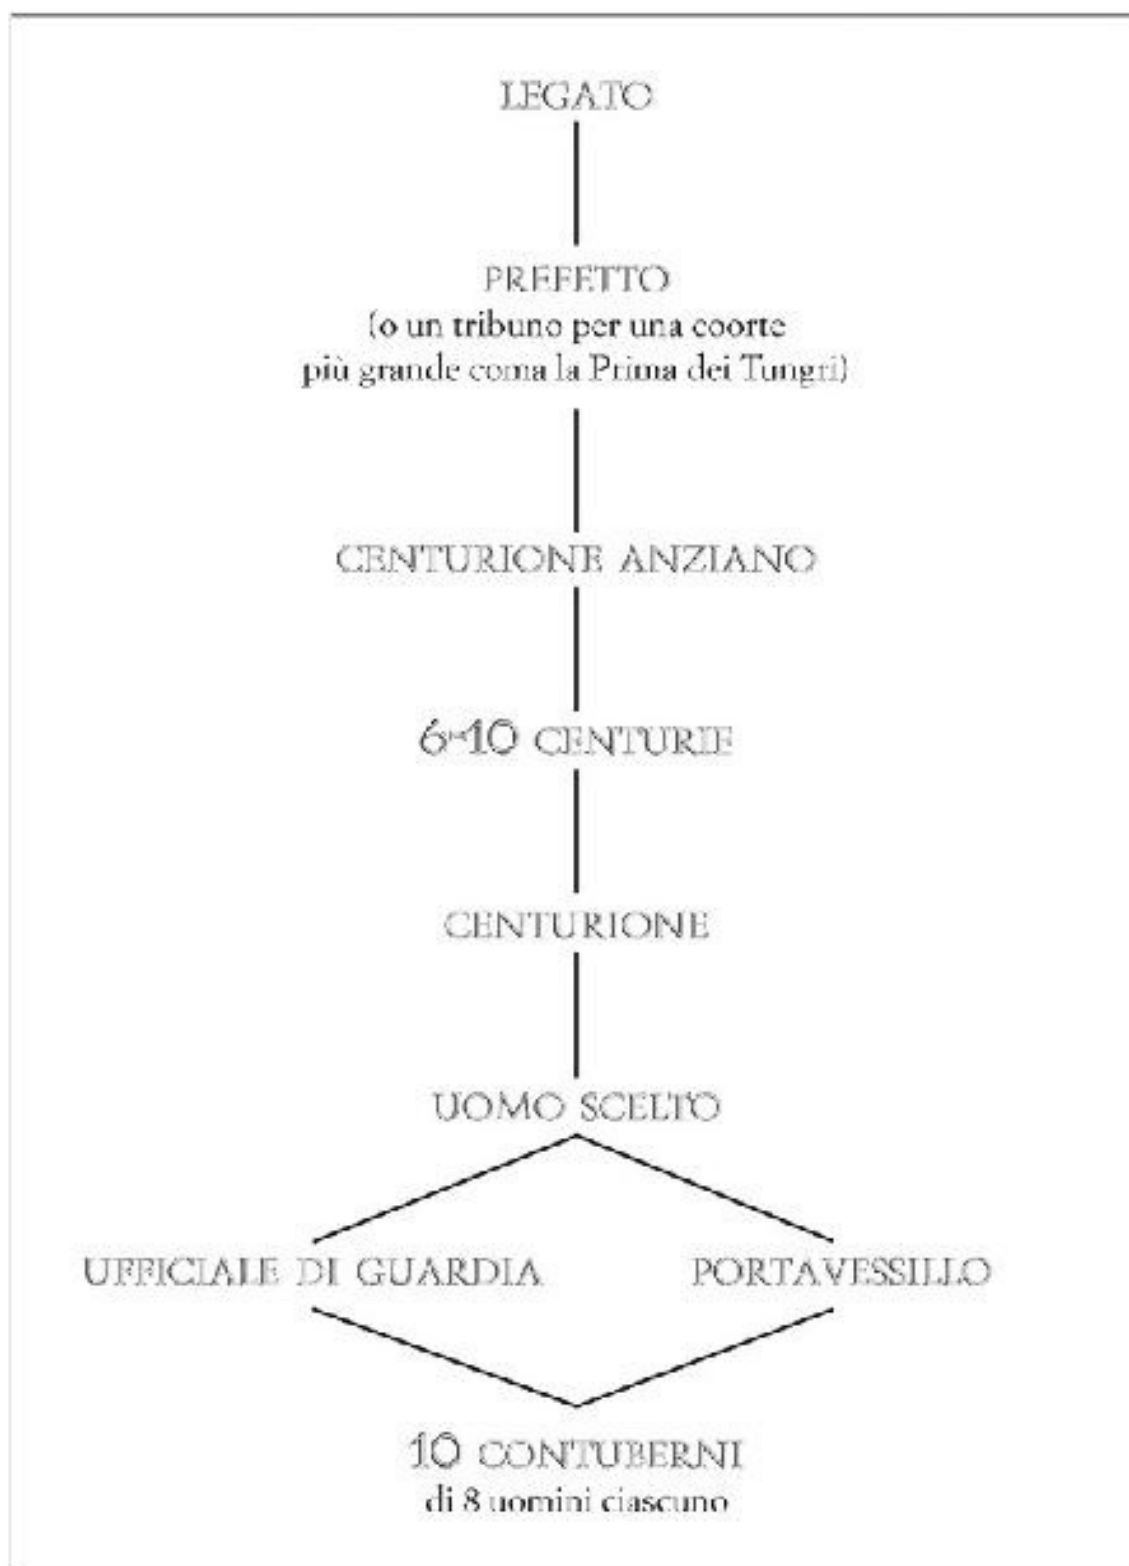 LEGATO
PREFETTO
(o un tribuno per una coorte
più grande coma la Prima dei Tungri)
CENTURIONE ANZIANO
6-10 CENTURIE
CENTURIONE
UOMO SCELTO
UFFICIALE DI GUARDIA PORTAVESSILLO
10 CONTUBERNI
di 8 uomini ciascuno